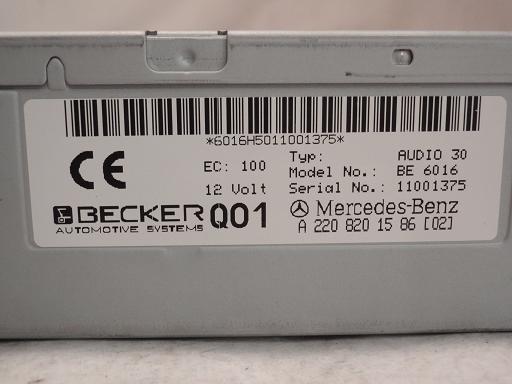 *6016H5011001375*
CE
EC: 100
12 Volt
Typ: AUDIO 30
Model No.: BE 6016
Serial No.: 11001375
BECKER
AUTOMOTIVE SYSTEMS
Q01
Mercedes-Benz
A 220 820 15 86 [02]